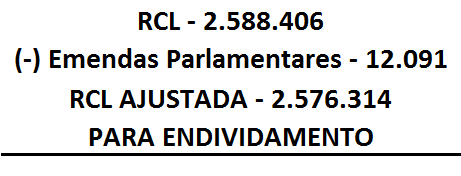 RCL - 2.588.406
(-) Emendas Parlamentares - 12.091
RCL AJUSTADA - 2.576.314
PARA ENDIVIDAMENTO